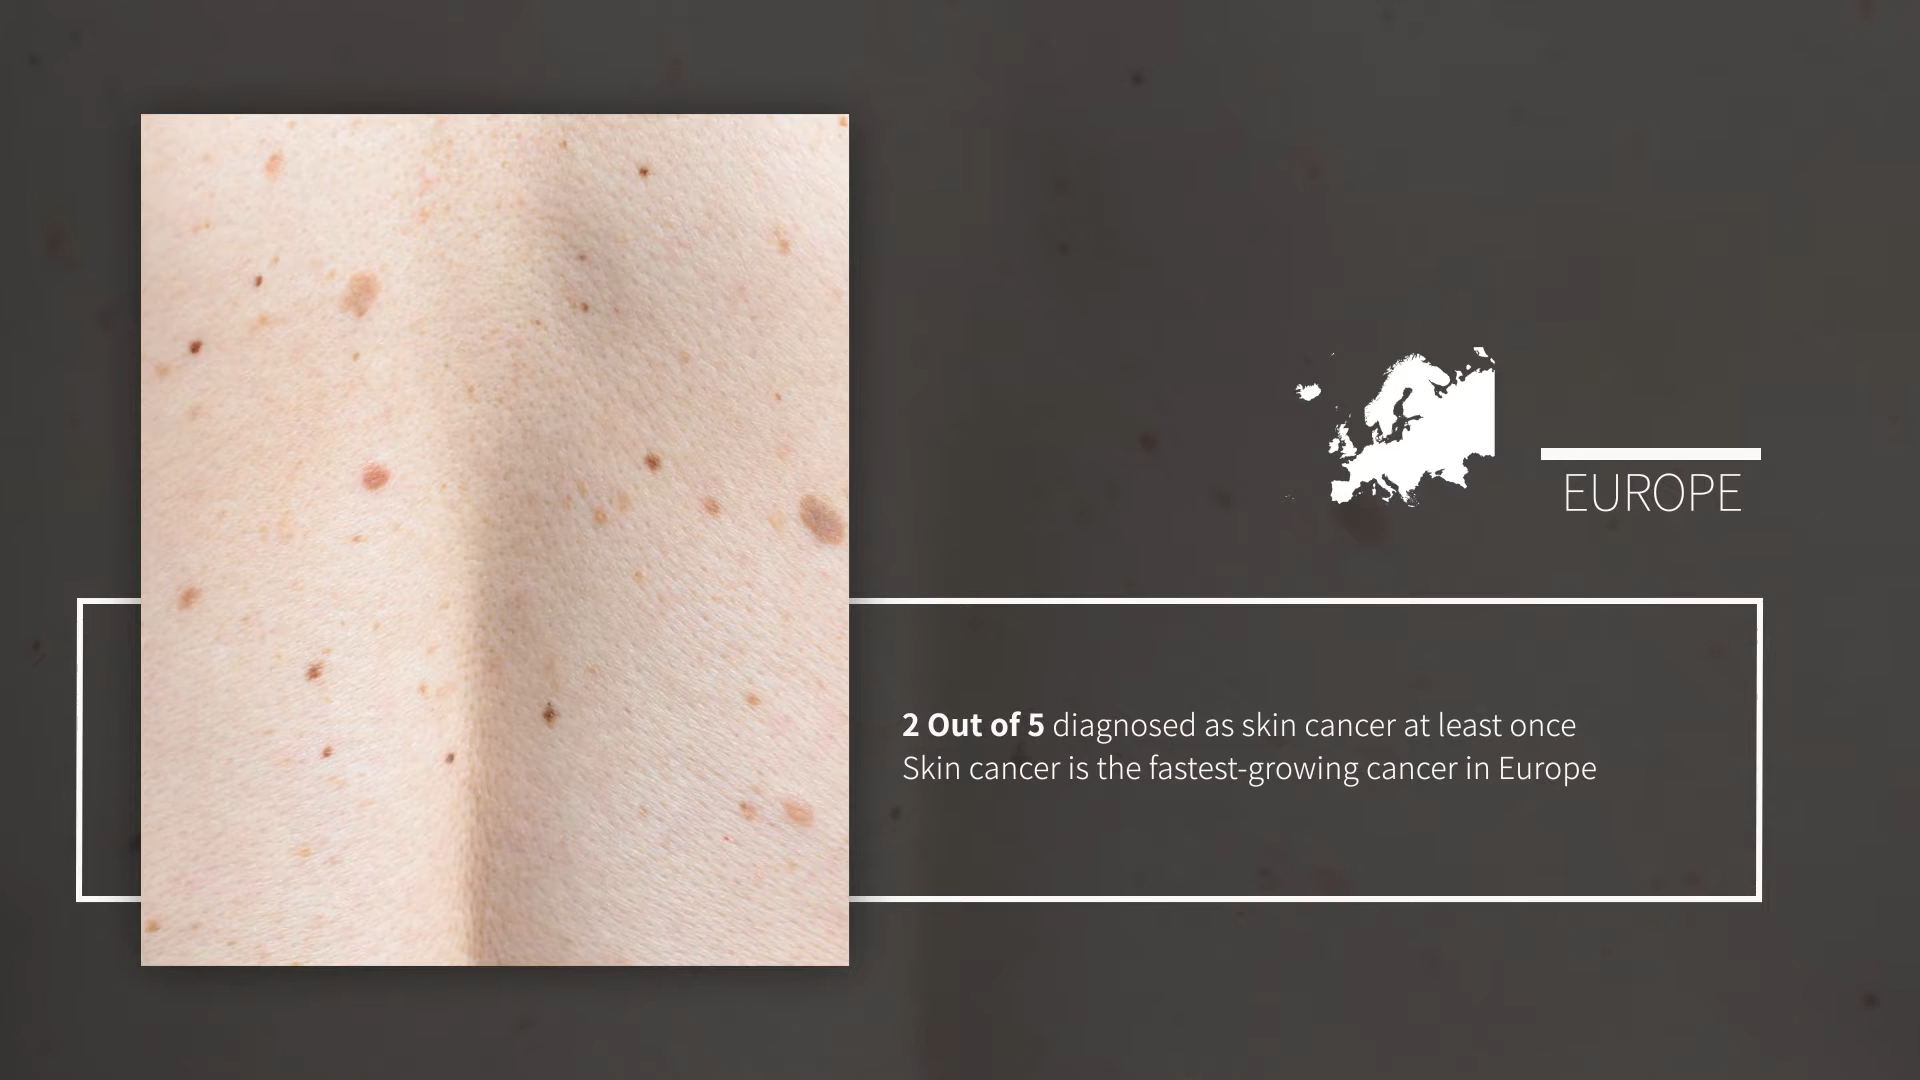 EUROPE
2 Out of 5 diagnosed as skin cancer at least once
Skin cancer is the fastest-growing cancer in Europe